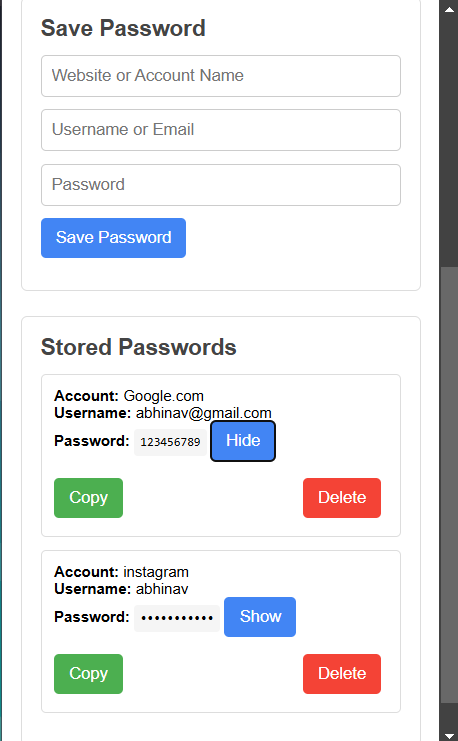 Save Password
Website or Account Name
Username or Email
Password
Save Password
Stored Passwords
Account: Google.com
Username: abhinav@gmail.com
Password: 123456789 Hide
Copy Delete
Account: instagram
Username: abhinav
Password: ••••••••••• Show
Copy Delete